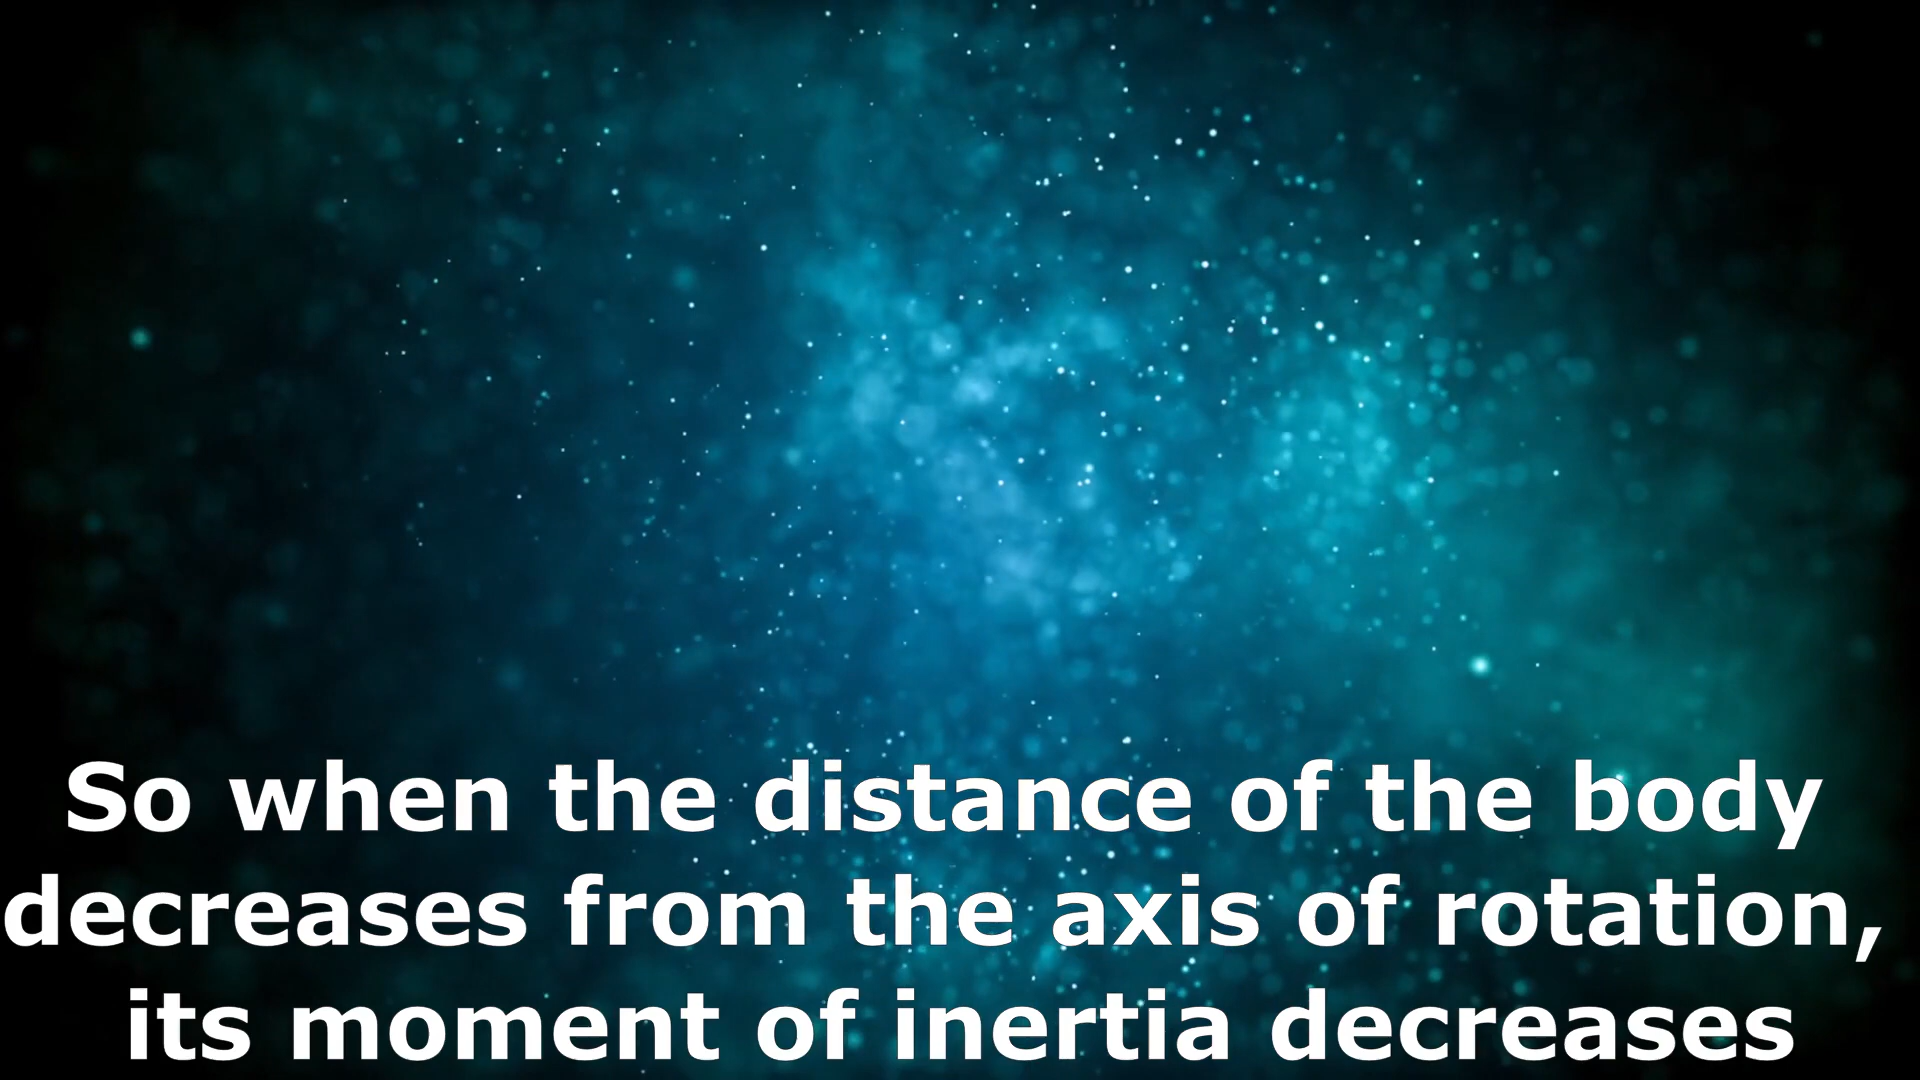 So when the distance of the body
decreases from the axis of rotation,
its moment of inertia decreases